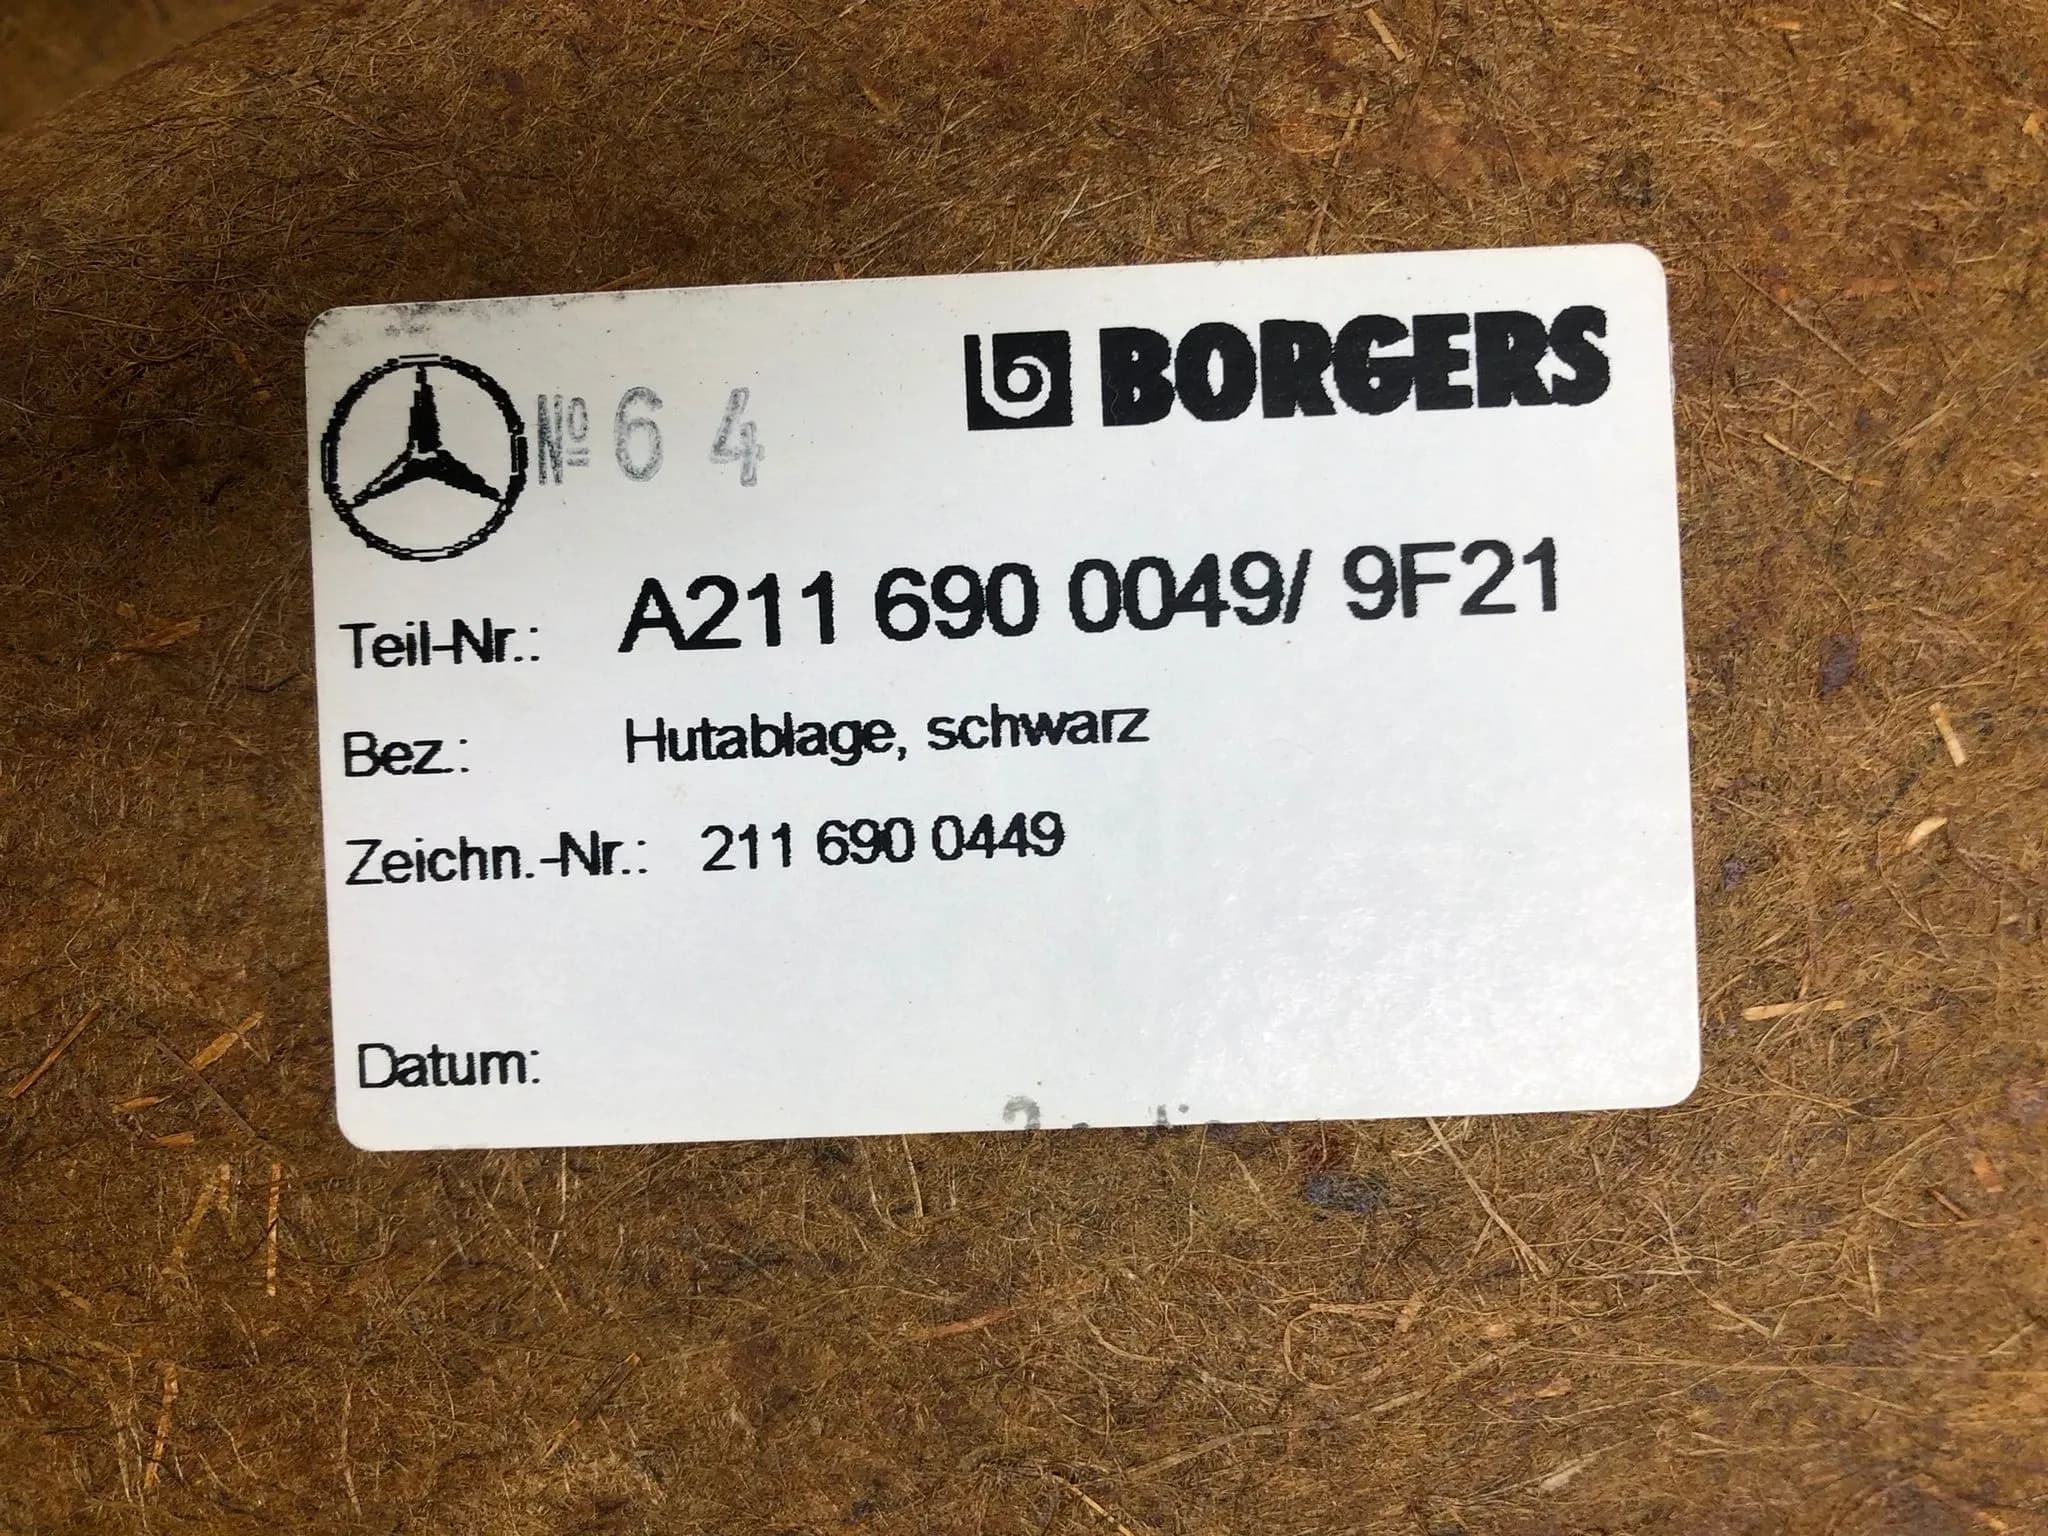 № 6 4
BORGERS
Teil-Nr.: A211 690 0049/ 9F21
Bez.: Hutablage, schwarz
Zeichn.-Nr.: 211 690 0449
Datum: